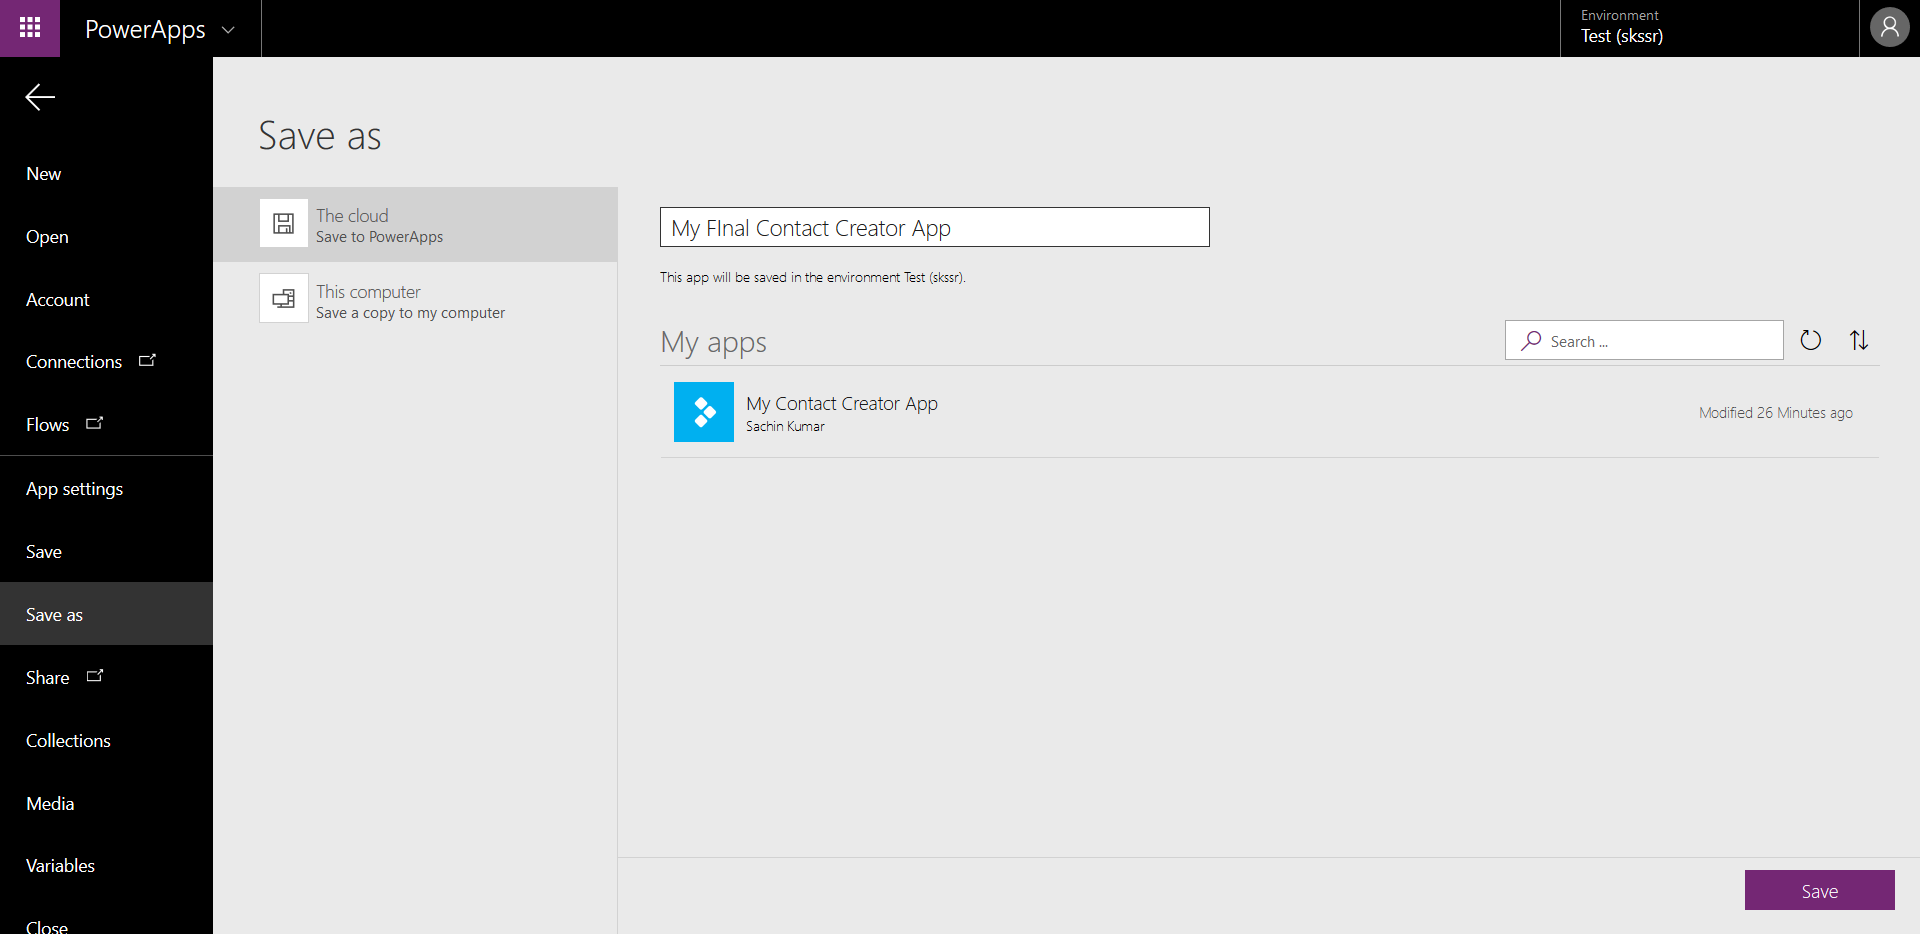 PowerApps
Environment
Test (skssr)
New
Open
Account
Connections
Flows
App settings
Save
Save as
Share
Collections
Media
Variables
Close
Save as
The cloud
Save to PowerApps
This computer
Save a copy to my computer
My FInal Contact Creator App
This app will be saved in the environment Test (skssr).
My apps
Search ...
My Contact Creator App
Sachin Kumar
Modified 26 Minutes ago
Save